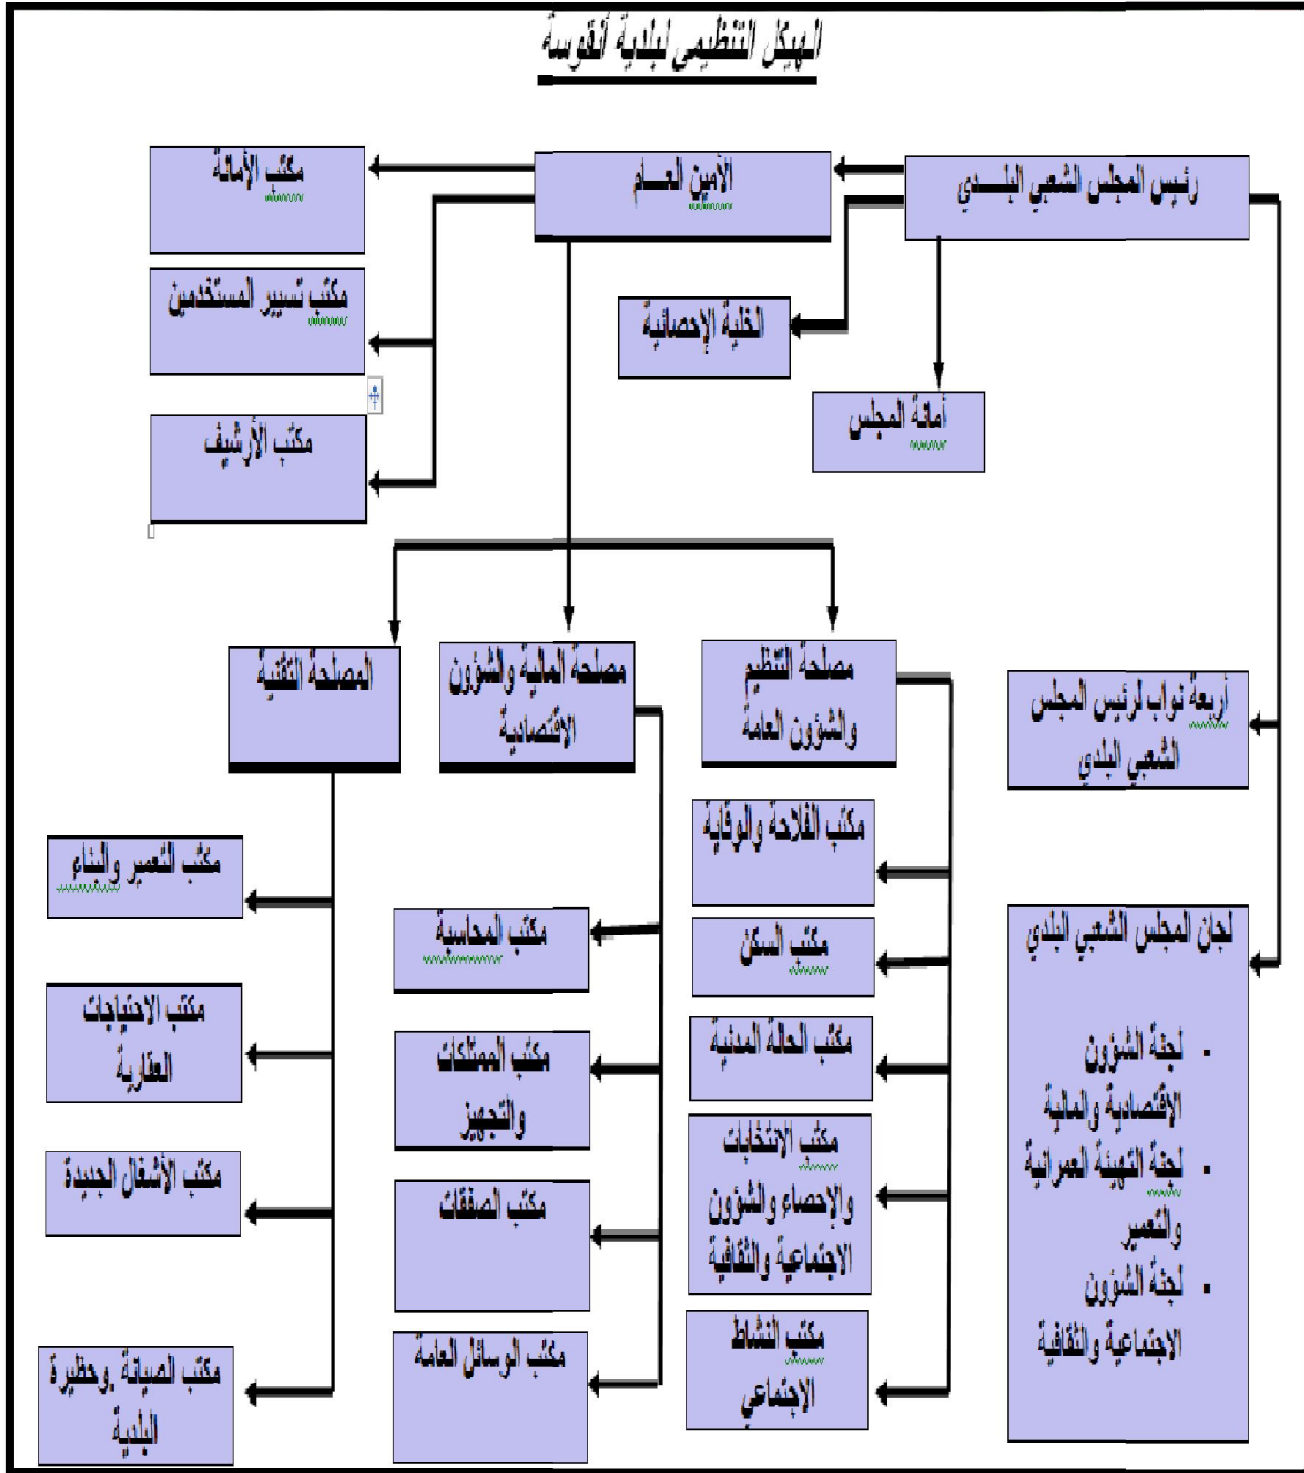 الهيكل التنظيمي لبلدية أنقوسة
رئيس المجلس الشعبي البلـــدي
الأمين العــام
مكتب الأمانة
مكتب تسيير المستخدمين
الخلية الإحصائية
أمانة المجلس
مكتب الأرشيف
أربعة نواب لرئيس المجلس
الشعبي البلدي
مصلحة التنظيم
والشؤون العامة
مصلحة المالية والشؤون
الاقتصادية
المصلحة التقنية
لجان المجلس الشعبي البلدي
- لجنة الشؤون
الاقتصادية والمالية
- لجنة التهيئة العمرانية
والتعمير
- لجنة الشؤون
الاجتماعية والثقافية
مكتب الفلاحة والوقاية
مكتب السكن
مكتب الحالة المدنية
مكتب الانتخابات
والإحصاء والشؤون
الاجتماعية والثقافية
مكتب النشاط
الاجتماعي
مكتب المحاسبة
مكتب الممتلكات
والتجهيز
مكتب الصفقات
مكتب الوسائل العامة
مكتب التعمير والبناء
مكتب الاحتياجات
العقارية
مكتب الأشغال الجديدة
مكتب الصيانة .وحظيرة
البلدية